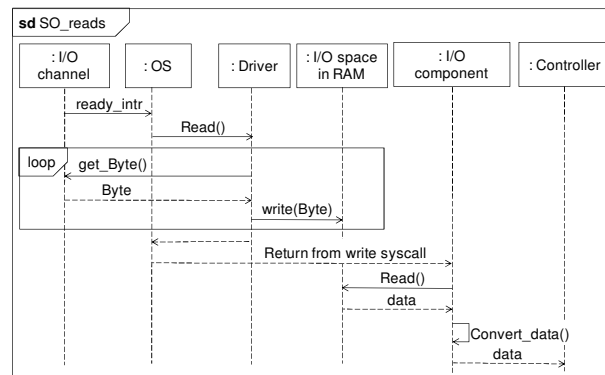 sd SO_reads
: I/O
channel
: OS
: Driver
: I/O space
in RAM
: I/O
component
: Controller
ready_intr
Read()
loop
get_Byte()
Byte
write(Byte)
Return from write syscall
Read()
data
Convert_data()
data